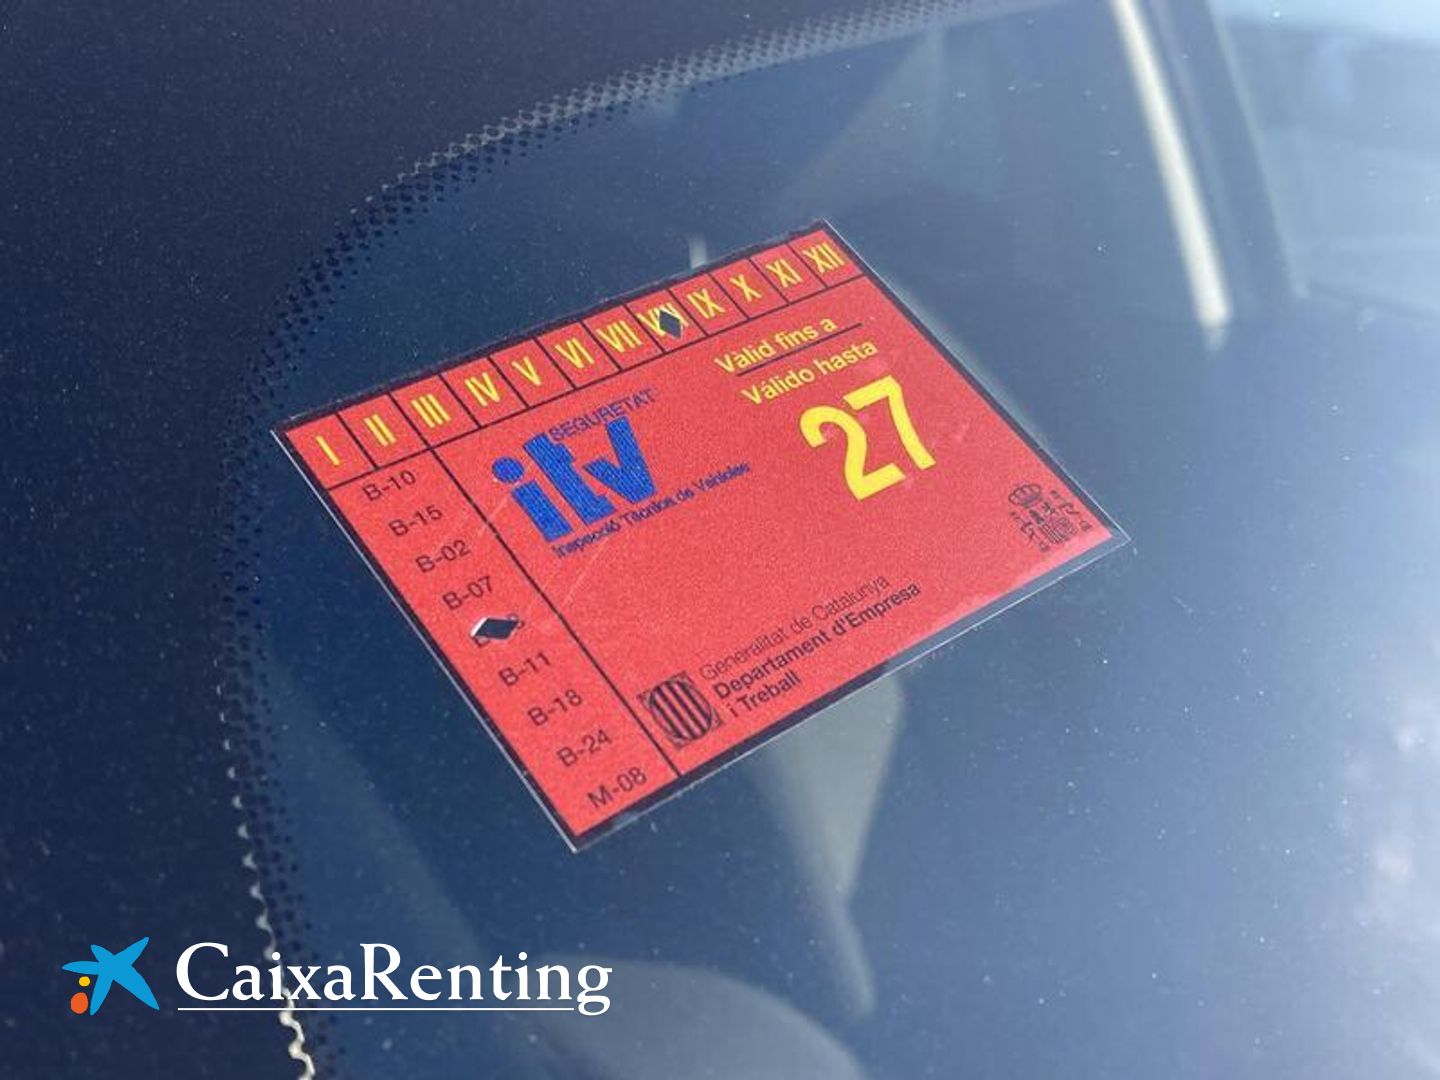 I II III IV V VI VII VIII IX X XI XII
B-10
B-15
B-02
B-07
B-11
B-18
B-24
M-08
SEGURETAT
itv
Inspecció Tècnica de Vehicles
Vàlid fins a
Válido hasta
27
Generalitat de Catalunya
Departament d'Empresa
i Treball
CaixaRenting